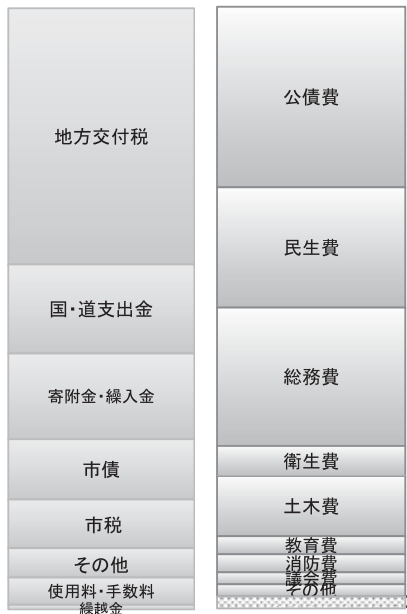 地方交付税
国・道支出金
寄附金・繰入金
市債
市税
その他
使用料・手数料
繰越金
公債費
民生費
総務費
衛生費
土木費
教育費
消防費
議会費
その他